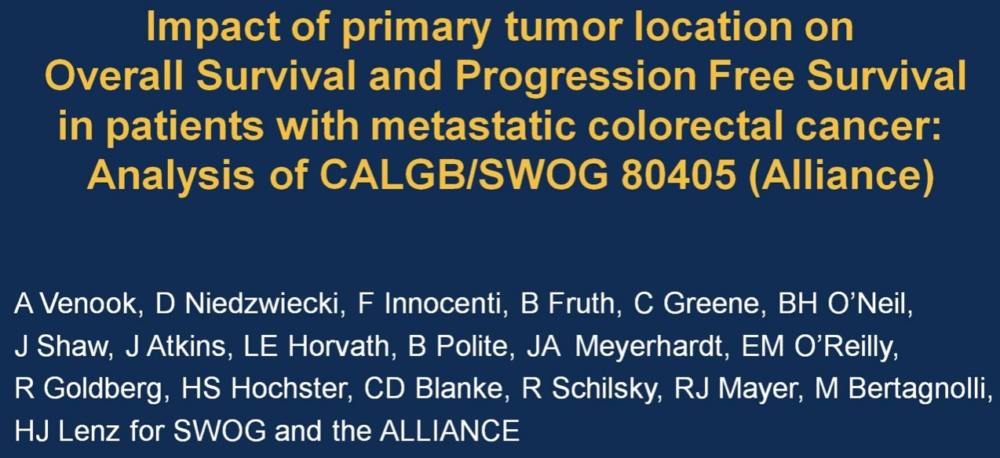 Impact of primary tumor location on
Overall Survival and Progression Free Survival
in patients with metastatic colorectal cancer:
Analysis of CALGB/SWOG 80405 (Alliance)
A Venook, D Niedzwiecki, F Innocenti, B Fruth, C Greene, BH O’Neil,
J Shaw, J Atkins, LE Horvath, B Polite, JA Meyerhardt, EM O’Reilly,
R Goldberg, HS Hochster, CD Blanke, R Schilsky, RJ Mayer, M Bertagnolli,
HJ Lenz for SWOG and the ALLIANCE